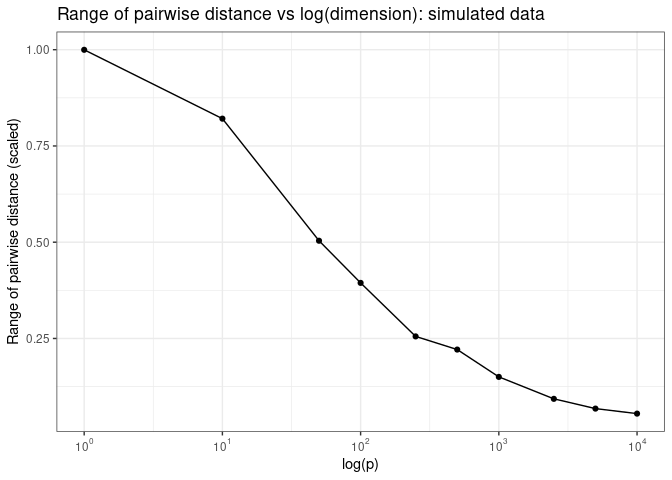 Range of pairwise distance vs log(dimension): simulated data
Range of pairwise distance (scaled)
1.00
0.75
0.50
0.25
10⁰ 10¹ 10² 10³ 10⁴
log(p)